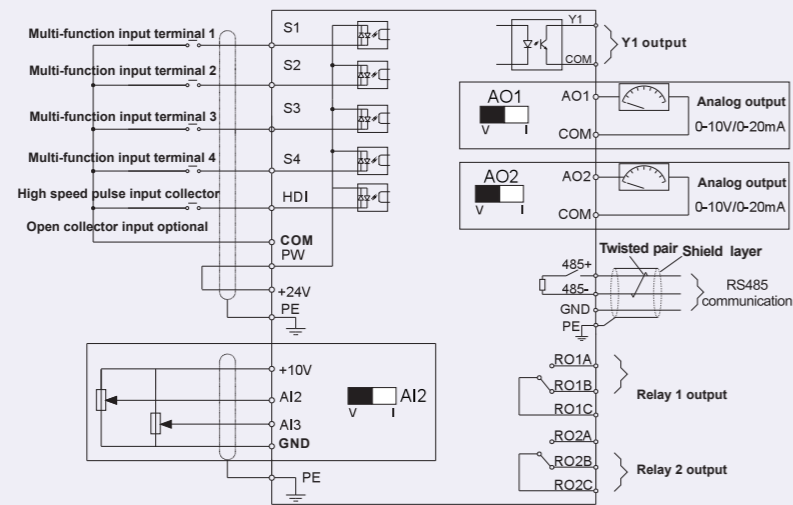 Multi-function input terminal 1
S1
Multi-function input terminal 2
S2
Multi-function input terminal 3
S3
Multi-function input terminal 4
S4
High speed pulse input collector
HDI
Open collector input optional
COM
PW
+24V
PE
+10V
AI2
AI3
GND
AI2
V I
PE
Y1
COM
Y1 output
AO1
V I
AO1
COM
Analog output
0-10V/0-20mA
AO2
V I
AO2
COM
Analog output
0-10V/0-20mA
Twisted pair
Shield layer
485+
485-
GND
PE
RS485
communication
RO1A
RO1B
RO1C
Relay 1 output
RO2A
RO2B
RO2C
Relay 2 output